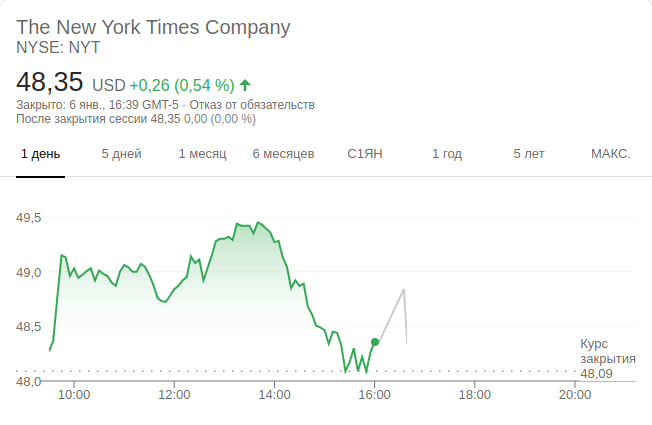 The New York Times Company
NYSE: NYT
48,35 USD +0,26 (0,54 %)
Закрыто: 6 янв., 16:39 GMT-5 · Отказ от обязательств
После закрытия сессии 48,35 0,00 (0,00 %)
1 день 5 дней 1 месяц 6 месяцев С1ЯН 1 год 5 лет МАКС.
49,5
49,0
48,5
Курс
закрытия
48,09
48,0
10:00 12:00 14:00 16:00 18:00 20:00